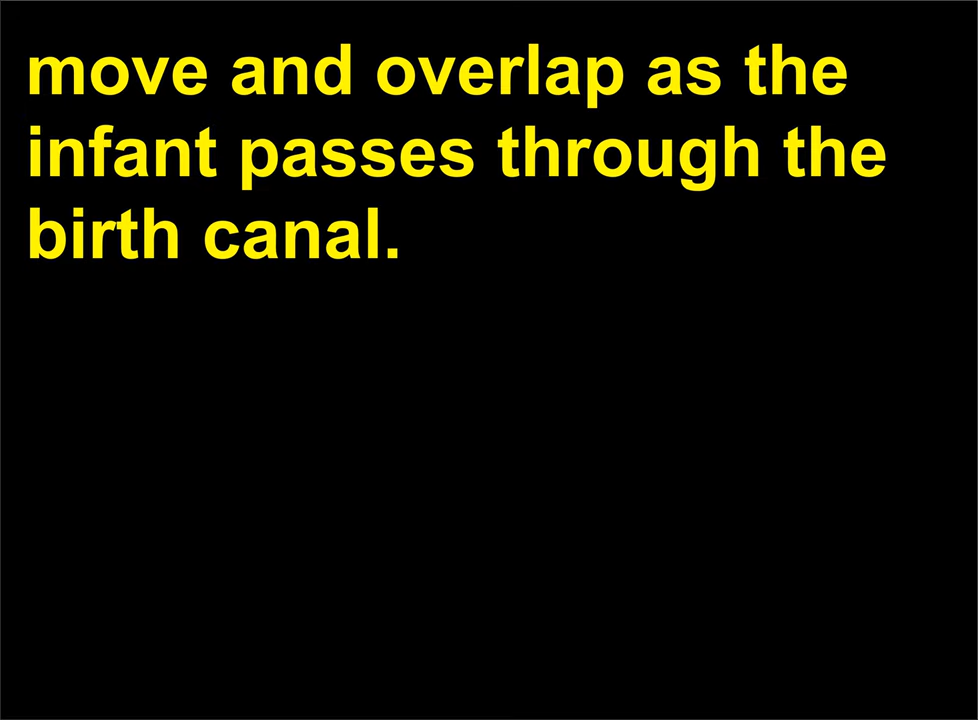 move and overlap as the
infant passes through the
birth canal.